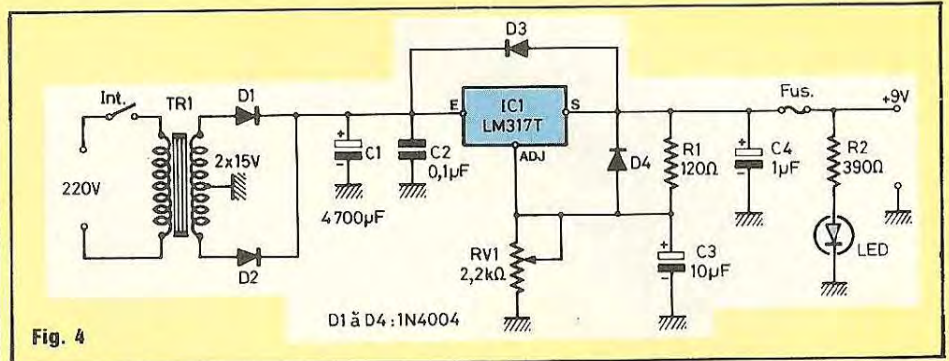 D3
Int.
TR1
D1
E
IC1
LM317T
S
Fus.
+9V
2x15V
ADJ
D4
R1
120Ω
C4
1µF
R2
390Ω
220V
+
C1
-
4700µF
C2
0,1µF
D2
RV1
2,2kΩ
+
C3
10µF
-
+
-
LED
D1 à D4 : 1N4004
Fig. 4